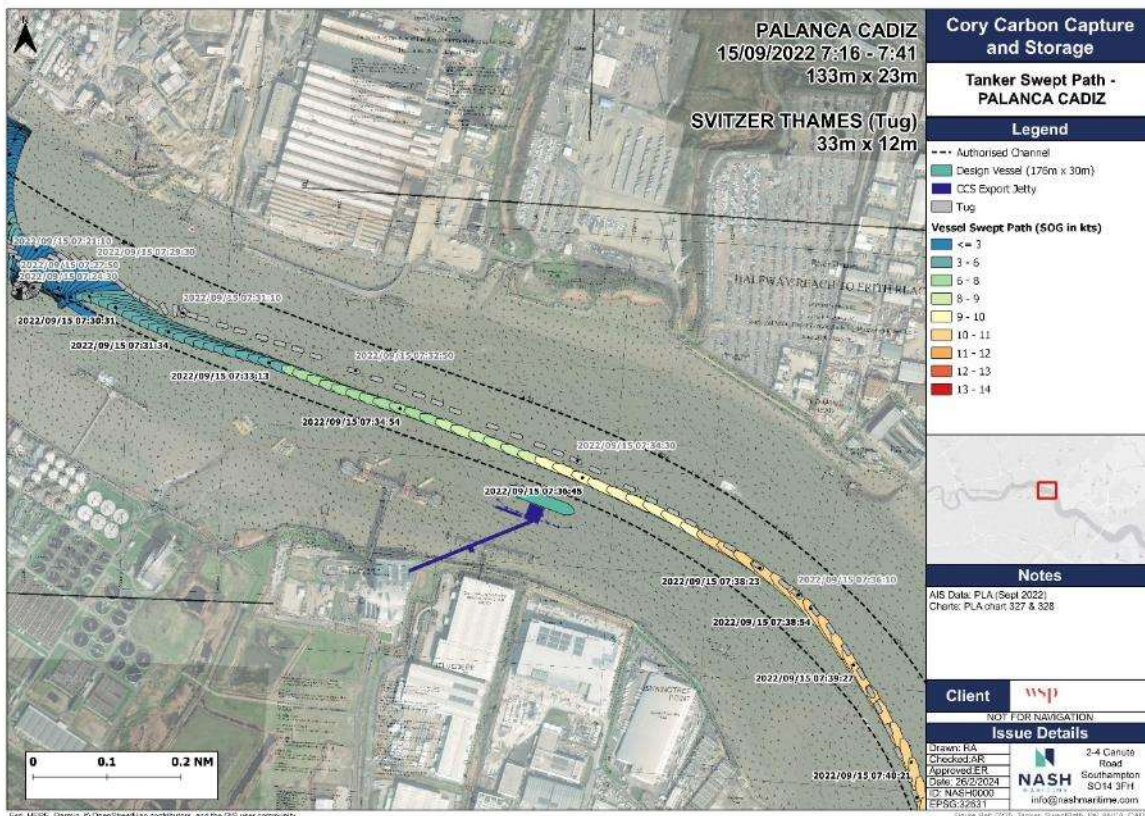 PALANCA CADIZ
15/09/2022 7:16 - 7:41
133m x 23m
SVITZER THAMES (Tug)
33m x 12m
2022/09/15 07:21:10
2022/09/15 07:29:30
2022/09/15 07:27:50
2022/09/15 07:30:31
2022/09/15 07:31:10
2022/09/15 07:31:34
2022/09/15 07:32:50
2022/09/15 07:33:13
2022/09/15 07:34:54
2022/09/15 07:34:30
2022/09/15 07:36:45
2022/09/15 07:38:23
2022/09/15 07:36:10
2022/09/15 07:38:54
2022/09/15 07:39:27
2022/09/15 07:40:21
HALFWAY REACH TO ERITH
0 0.1 0.2 NM
Cory Carbon Capture
and Storage
Tanker Swept Path -
PALANCA CADIZ
Legend
Authorised Channel
Design Vessel (176m x 30m)
CCS Export Jetty
Tug
Vessel Swept Path (SOG in kts)
<= 3
3 - 6
6 - 8
8 - 9
9 - 10
10 - 11
11 - 12
12 - 13
13 - 14
Notes
AIS Data: PLA (Sept 2022)
Charts: PLA chart 327 & 328
Client
wsp
NOT FOR NAVIGATION
Issue Details
Drawn: RA
Checked:AR
Approved:ER
Date: 26/2/2024
ID: NASH0000
EPSG:32631
NASH
MARITIME
2-4 Canute
Road
Southampton
SO14 3FH
info@nashmaritime.com